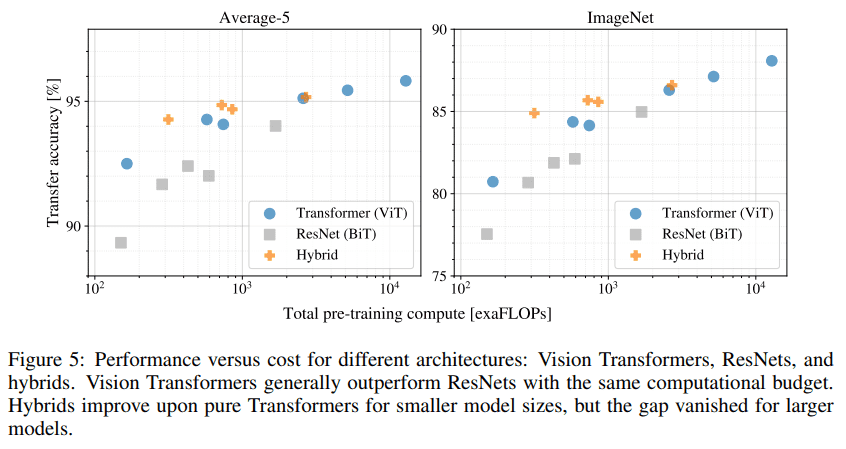 Average-5
ImageNet
Transfer accuracy [%]
95
90
10²
10³
10⁴
Transformer (ViT)
ResNet (BiT)
Hybrid
90
85
80
75
10²
10³
10⁴
Transformer (ViT)
ResNet (BiT)
Hybrid
Total pre-training compute [exaFLOPs]
Figure 5: Performance versus cost for different architectures: Vision Transformers, ResNets, and
hybrids. Vision Transformers generally outperform ResNets with the same computational budget.
Hybrids improve upon pure Transformers for smaller model sizes, but the gap vanished for larger
models.